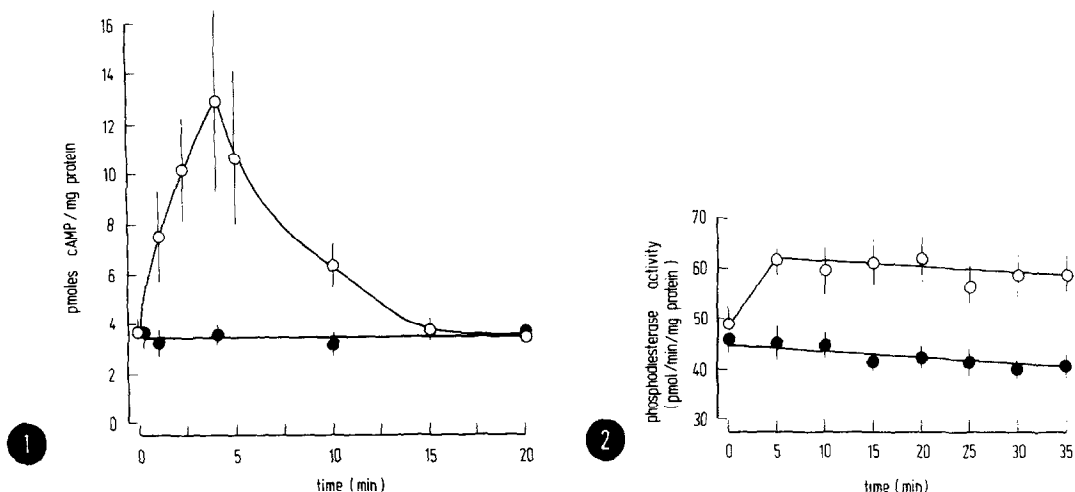 16
14
12
10
8
6
4
2
0
pmoles cAMP/mg protein
0 5 10 15 20
time (min)
1
70
60
50
40
30
phosphodiesterase activity
(pmol/min/mg protein)
0 5 10 15 20 25 30 35
time (min)
2